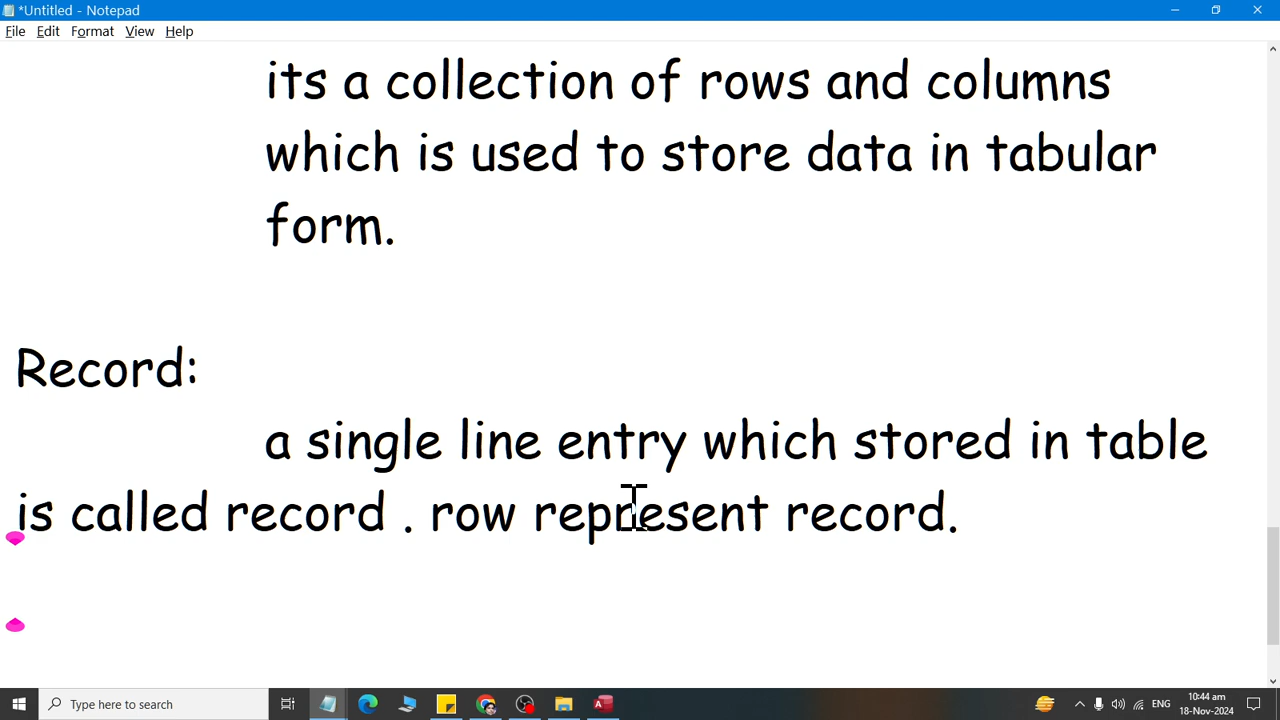 *Untitled - Notepad
File Edit Format View Help
its a collection of rows and columns
which is used to store data in tabular
form.
Record:
a single line entry which stored in table
is called record . row represent record.
Type here to search
A
ENG
10:44 am
18-Nov-2024